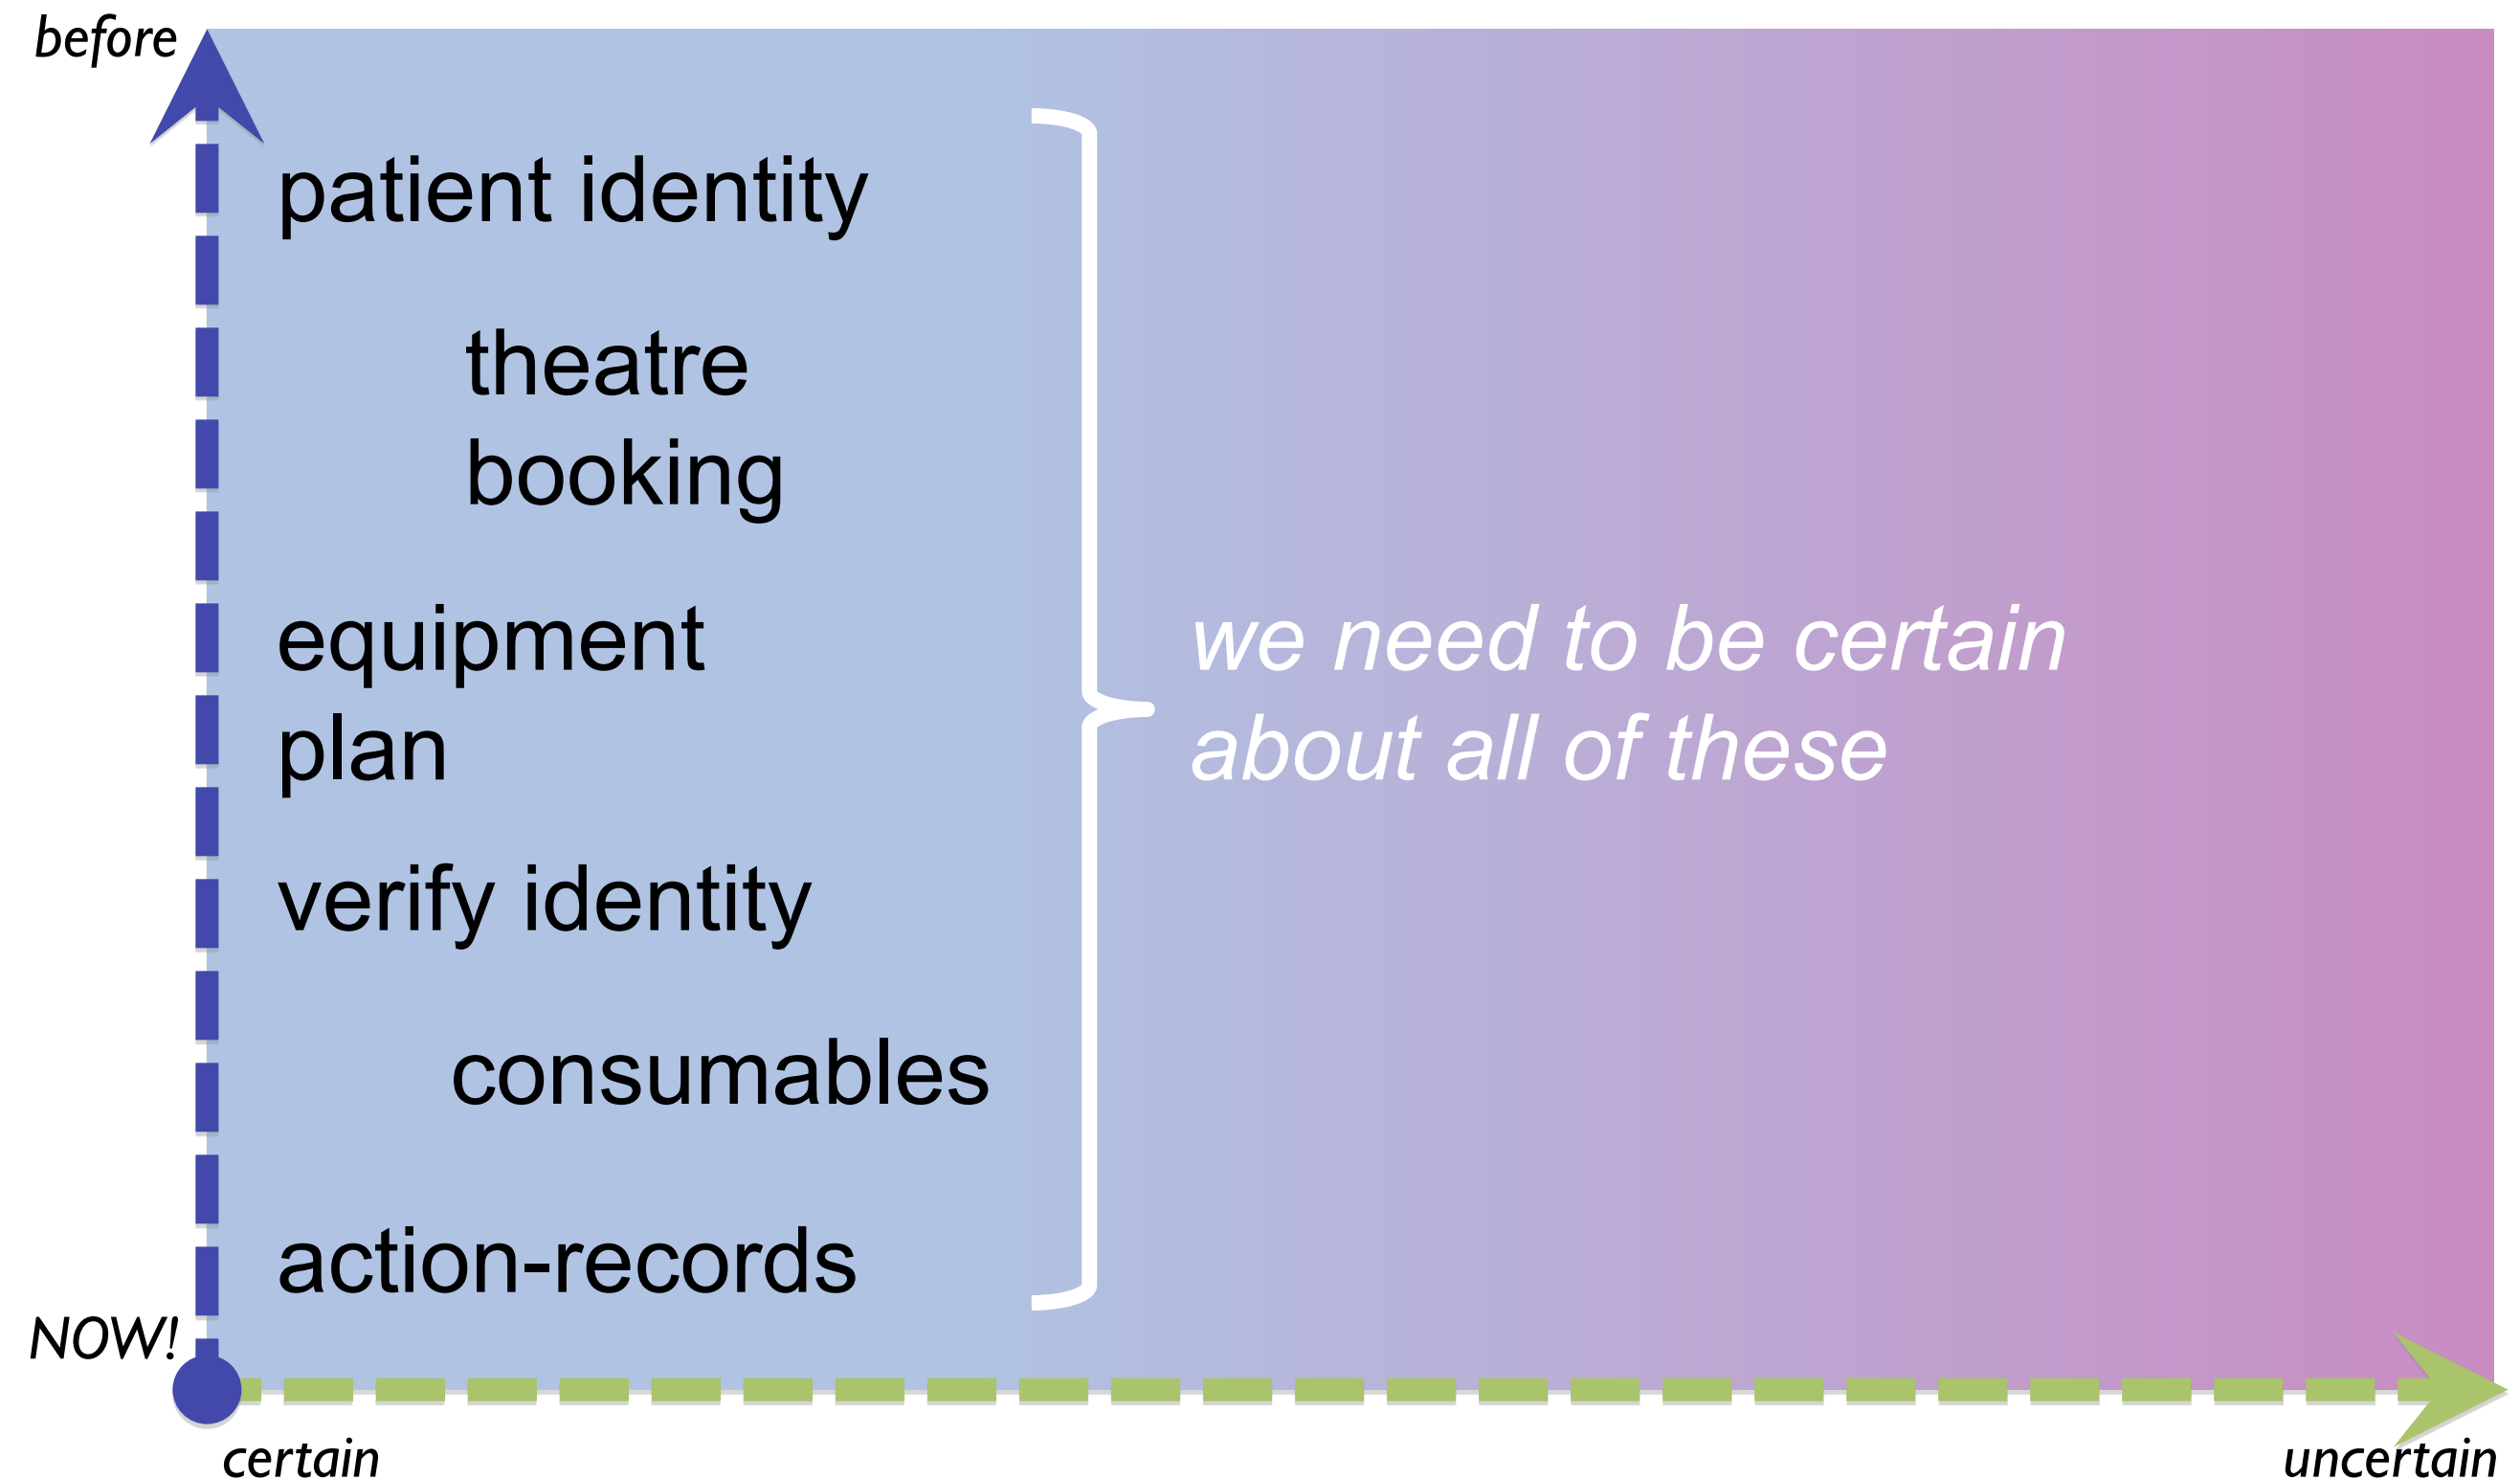 before
patient identity
theatre
booking
equipment
plan
we need to be certain
about all of these
verify identity
consumables
action-records
NOW!
certain
uncertain